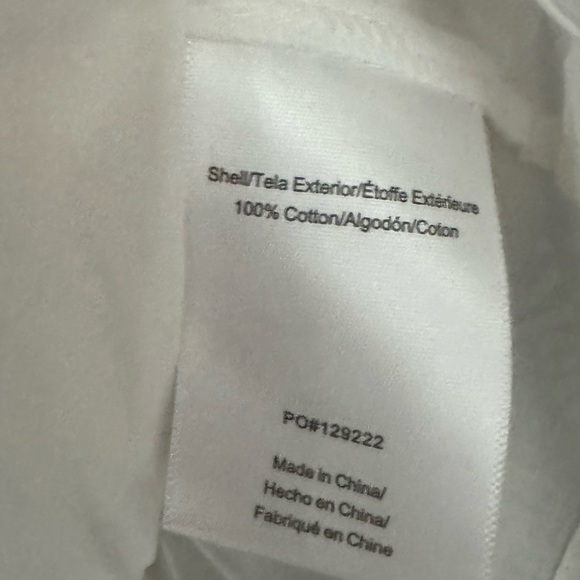 Shell/Tela Exterior/Étoffe Extérieure
100% Cotton/Algodón/Coton
PO#129222
Made in China/
Hecho en China/
Fabriqué en Chine